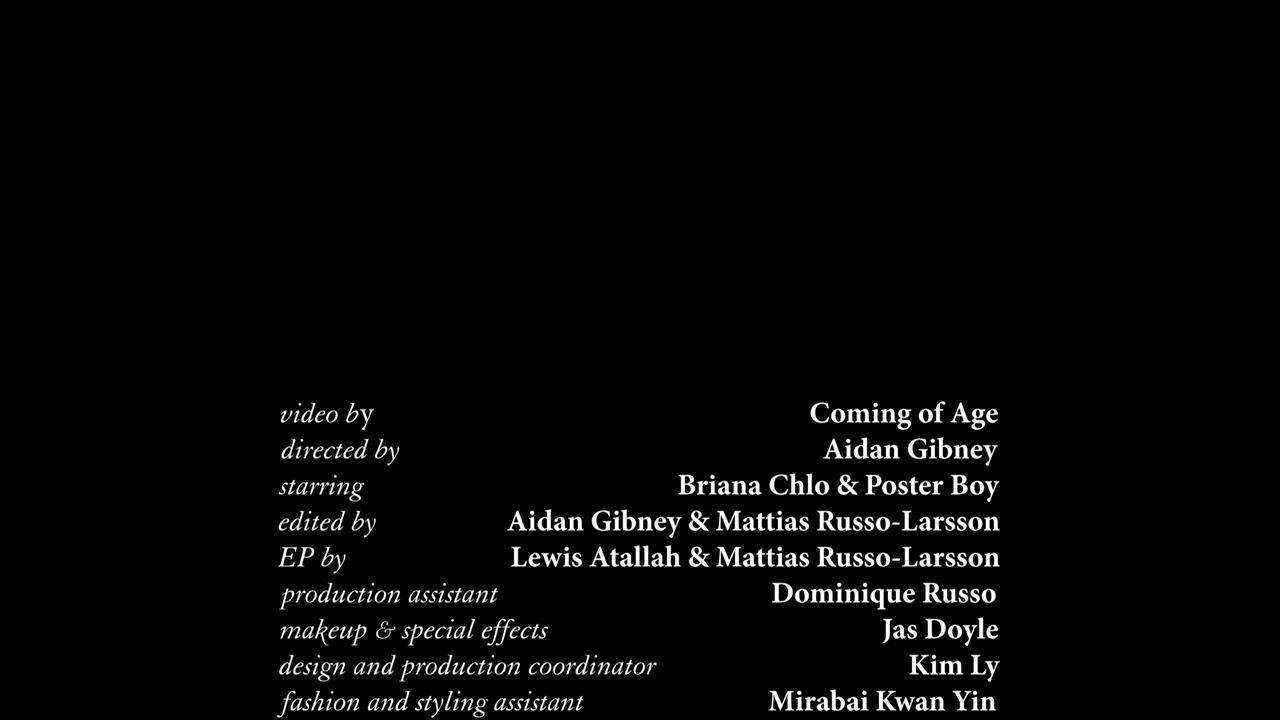 video by Coming of Age
directed by Aidan Gibney
starring Briana Chlo & Poster Boy
edited by Aidan Gibney & Mattias Russo-Larsson
EP by Lewis Atallah & Mattias Russo-Larsson
production assistant Dominique Russo
makeup & special effects Jas Doyle
design and production coordinator Kim Ly
fashion and styling assistant Mirabai Kwan Yin